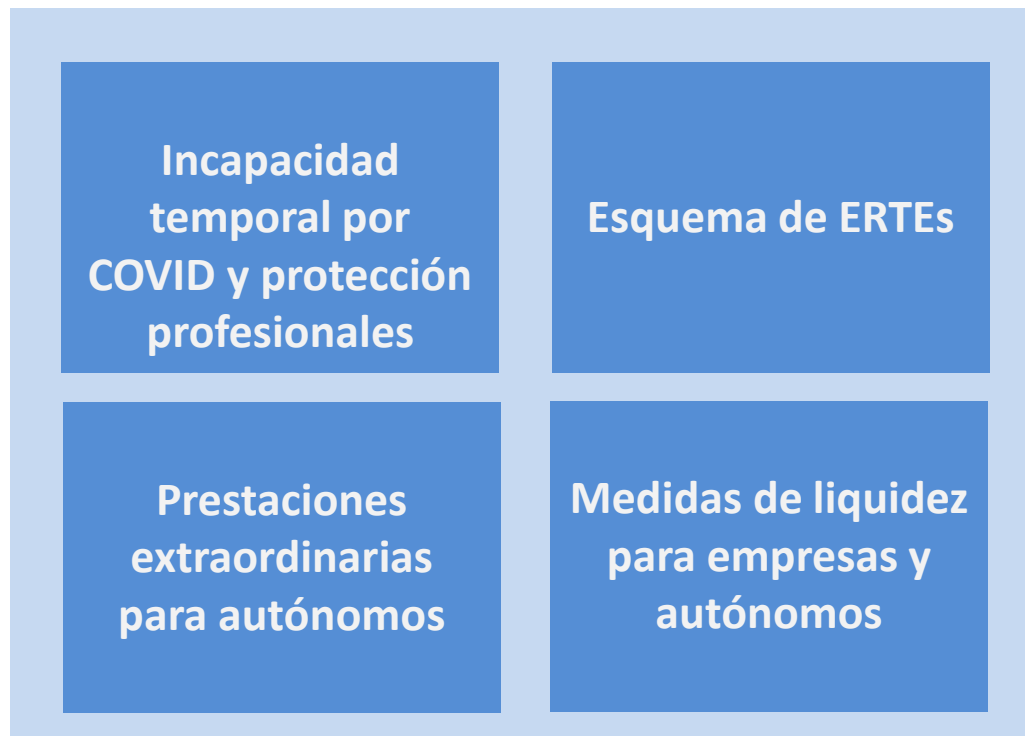 Incapacidad
temporal por
COVID y protección
profesionales
Esquema de ERTEs
Prestaciones
extraordinarias
para autónomos
Medidas de liquidez
para empresas y
autónomos